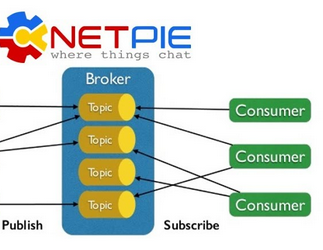 NETPIE
where things chat
Broker
Topic
Topic
Topic
Topic
Consumer
Consumer
Consumer
Publish
Subscribe